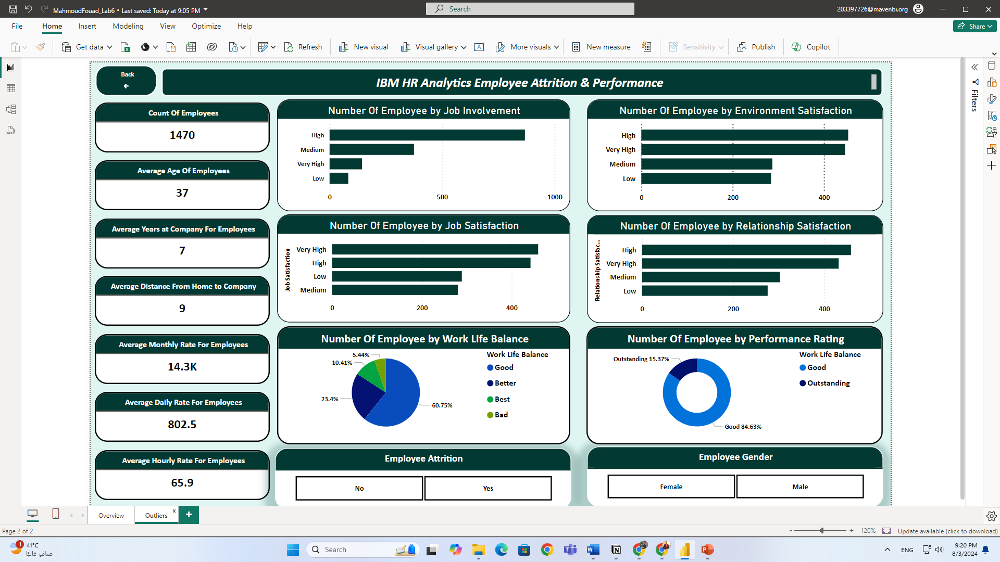 MahmoudFouad_Lab6 • Last saved: Today at 9:05 PM
Search
203397726@mavenbi.org
File
Home
Insert
Modeling
View
Optimize
Help
Share
Get data
Refresh
New visual
Visual gallery
More visuals
New measure
Sensitivity
Publish
Copilot
Back
IBM HR Analytics Employee Attrition & Performance
Filters
Count Of Employees
1470
Average Age Of Employees
37
Average Years at Company For Employees
7
Average Distance From Home to Company
9
Average Monthly Rate For Employees
14.3K
Average Daily Rate For Employees
802.5
Average Hourly Rate For Employees
65.9
Number Of Employee by Job Involvement
High
Medium
Very High
Low
0 500 1000
Number Of Employee by Environment Satisfaction
High
Very High
Medium
Low
0 200 400
Number Of Employee by Job Satisfaction
Job Satisfaction
Very High
High
Low
Medium
0 200 400
Number Of Employee by Relationship Satisfaction
Relationship Satisfac...
High
Very High
Medium
Low
0 200 400
Number Of Employee by Work Life Balance
5.44%
10.41%
23.4%
60.75%
Work Life Balance
Good
Better
Best
Bad
Number Of Employee by Performance Rating
Outstanding 15.37%
Good 84.63%
Work Life Balance
Good
Outstanding
Employee Attrition
No
Yes
Employee Gender
Female
Male
Overview
Outliers
x
+
Page 2 of 2
- + 120%
Update available (click to download)
1
41°C
صافي غالبًا
Search
ENG
9:20 PM
8/3/2024